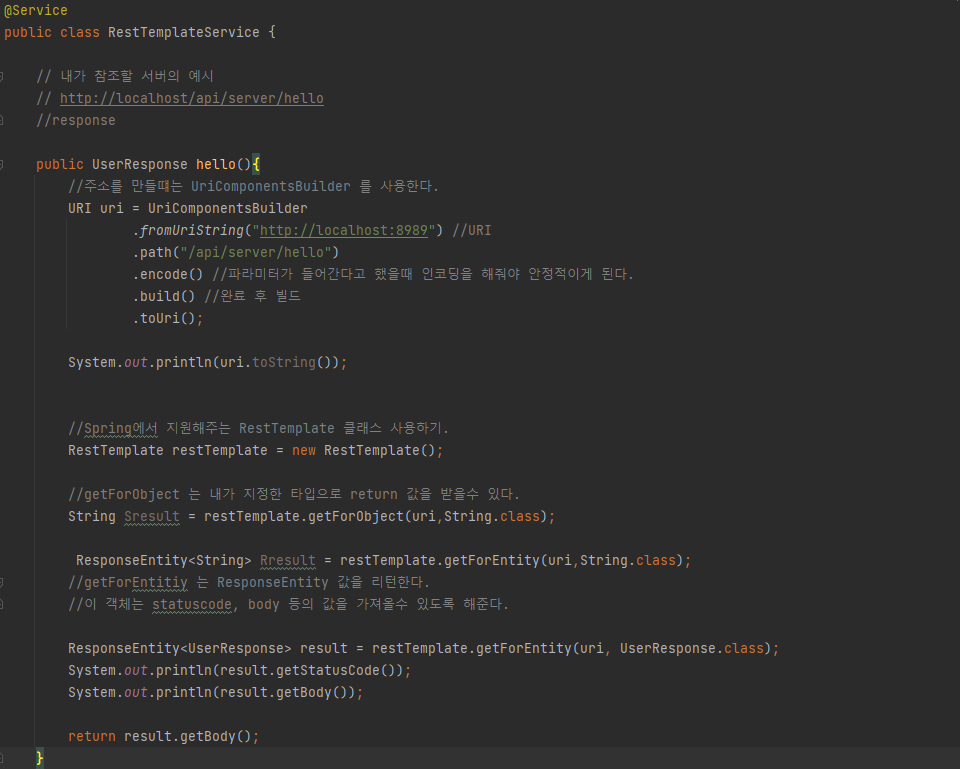 @Service
public class RestTemplateService {
// 내가 참조할 서버의 예시
// http://localhost/api/server/hello
//response
public UserResponse hello(){
//주소를 만들때는 UriComponentsBuilder 를 사용한다.
URI uri = UriComponentsBuilder
.fromUriString("http://localhost:8989") //URI
.path("/api/server/hello")
.encode() //파라미터가 들어간다고 했을때 인코딩을 해줘야 안정적이게 된다.
.build() //완료 후 빌드
.toUri();
System.out.println(uri.toString());
//Spring에서 지원해주는 RestTemplate 클래스 사용하기.
RestTemplate restTemplate = new RestTemplate();
//getForObject 는 내가 지정한 타입으로 return 값을 받을수 있다.
String Sresult = restTemplate.getForObject(uri,String.class);
ResponseEntity<String> Rresult = restTemplate.getForEntity(uri,String.class);
//getForEntitiy 는 ResponseEntity 값을 리턴한다.
//이 객체는 statuscode, body 등의 값을 가져올수 있도록 해준다.
ResponseEntity<UserResponse> result = restTemplate.getForEntity(uri, UserResponse.class);
System.out.println(result.getStatusCode());
System.out.println(result.getBody());
return result.getBody();
}